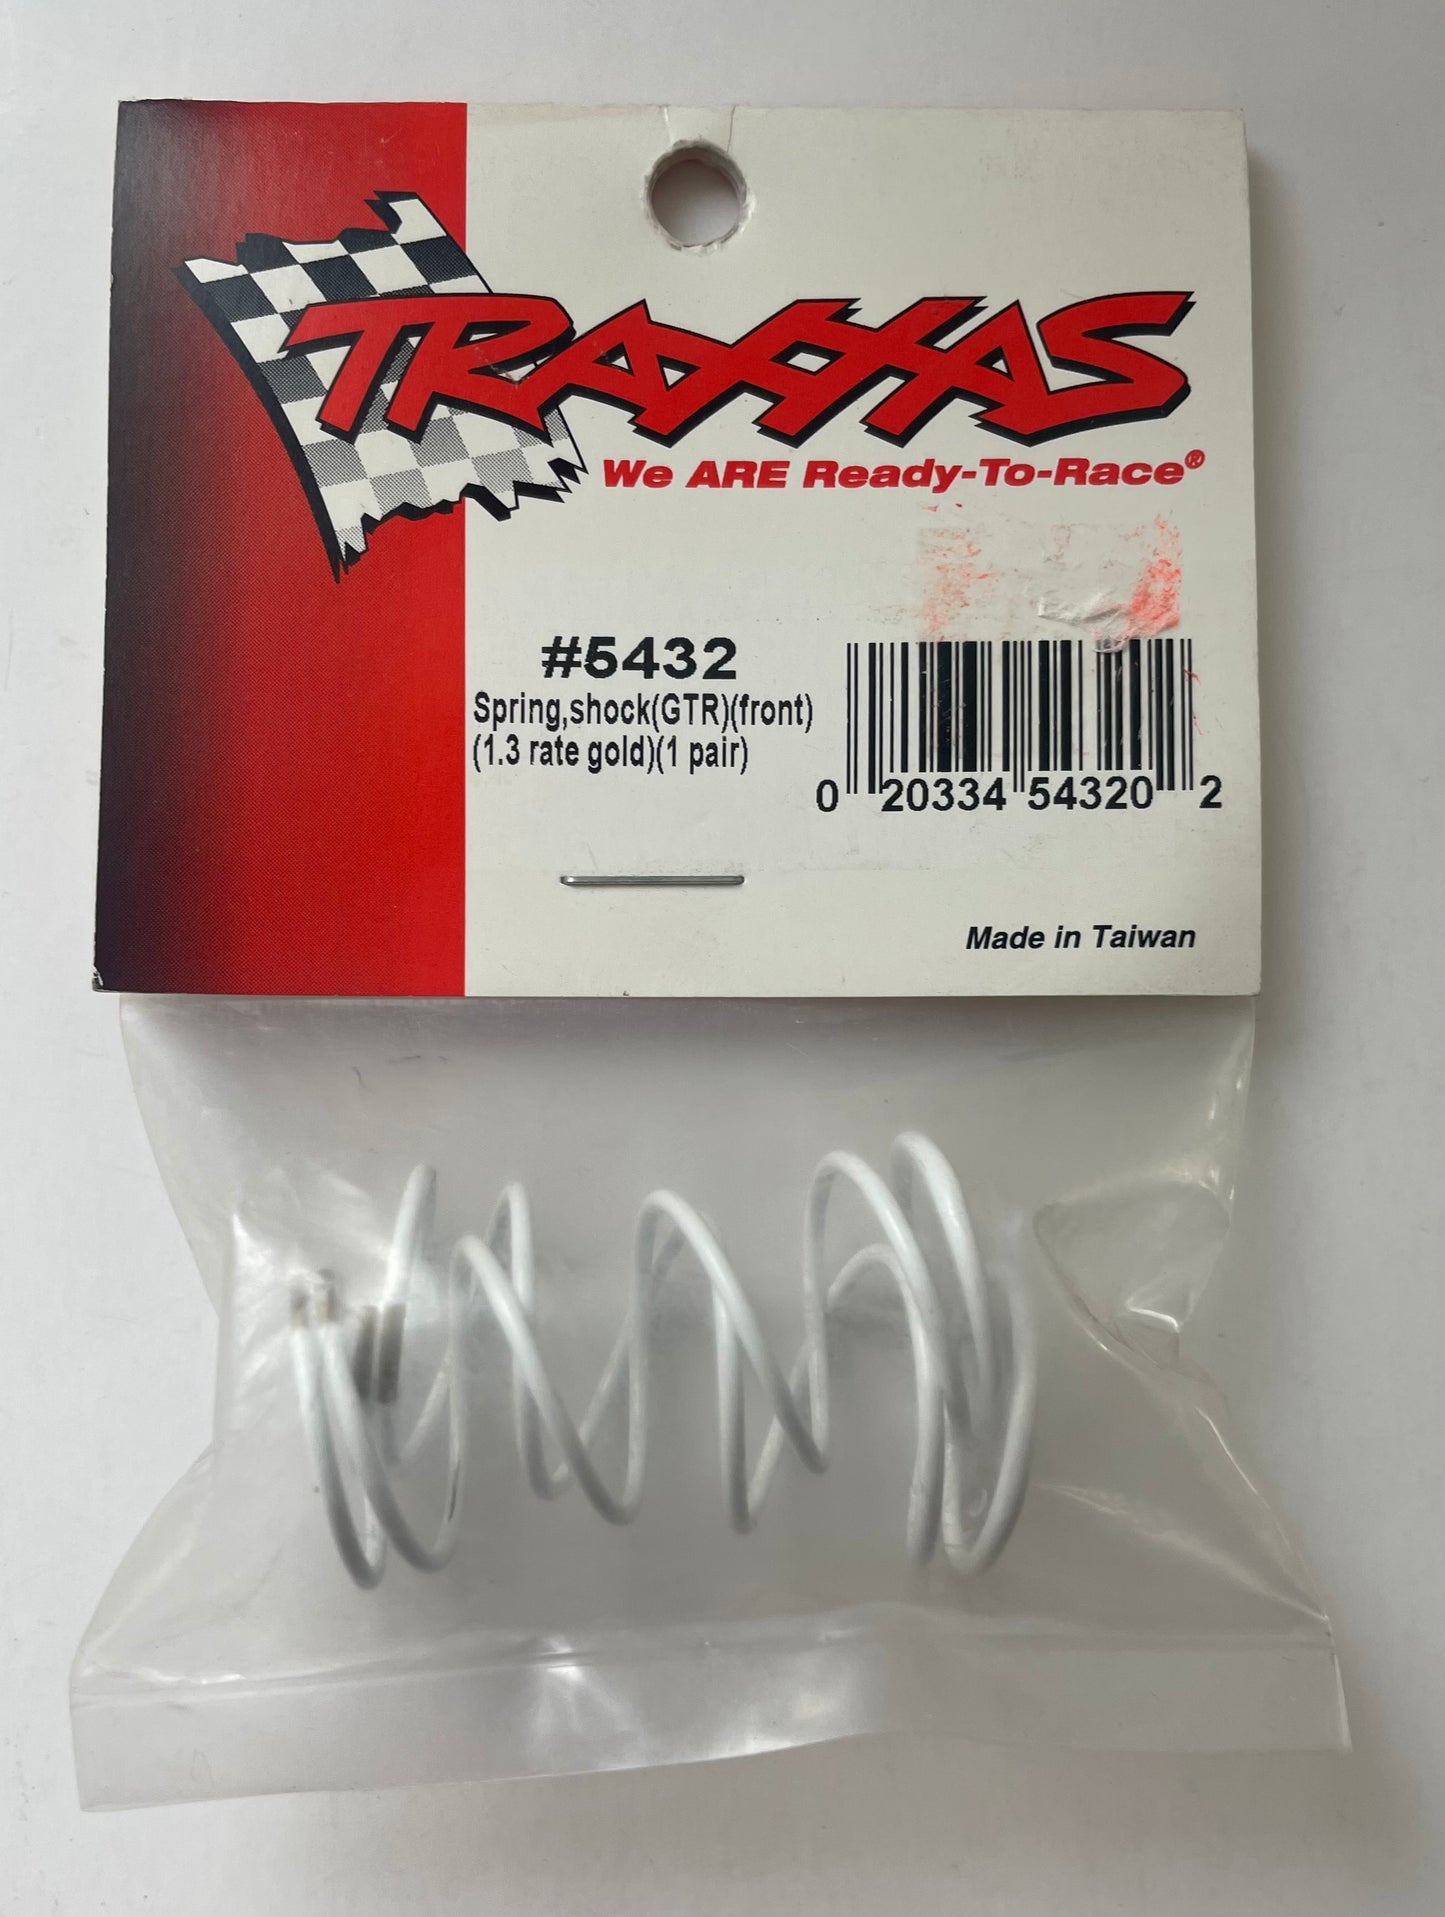 TRAXXAS
We ARE Ready-To-Race®
#5432
Spring,shock(GTR)(front)
(1.3 rate gold)(1 pair)
0 20334 54320 2
Made in Taiwan